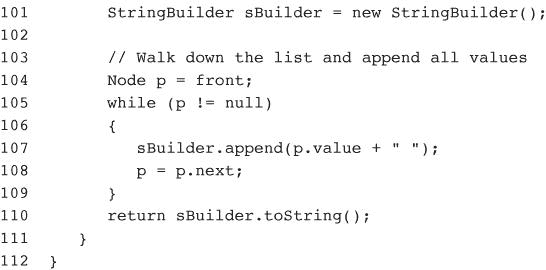 101 StringBuilder sBuilder = new StringBuilder();
102
103 // Walk down the list and append all values
104 Node p = front;
105 while (p != null)
106 {
107 sBuilder.append(p.value + " ");
108 p = p.next;
109 }
110 return sBuilder.toString();
111 }
112 }